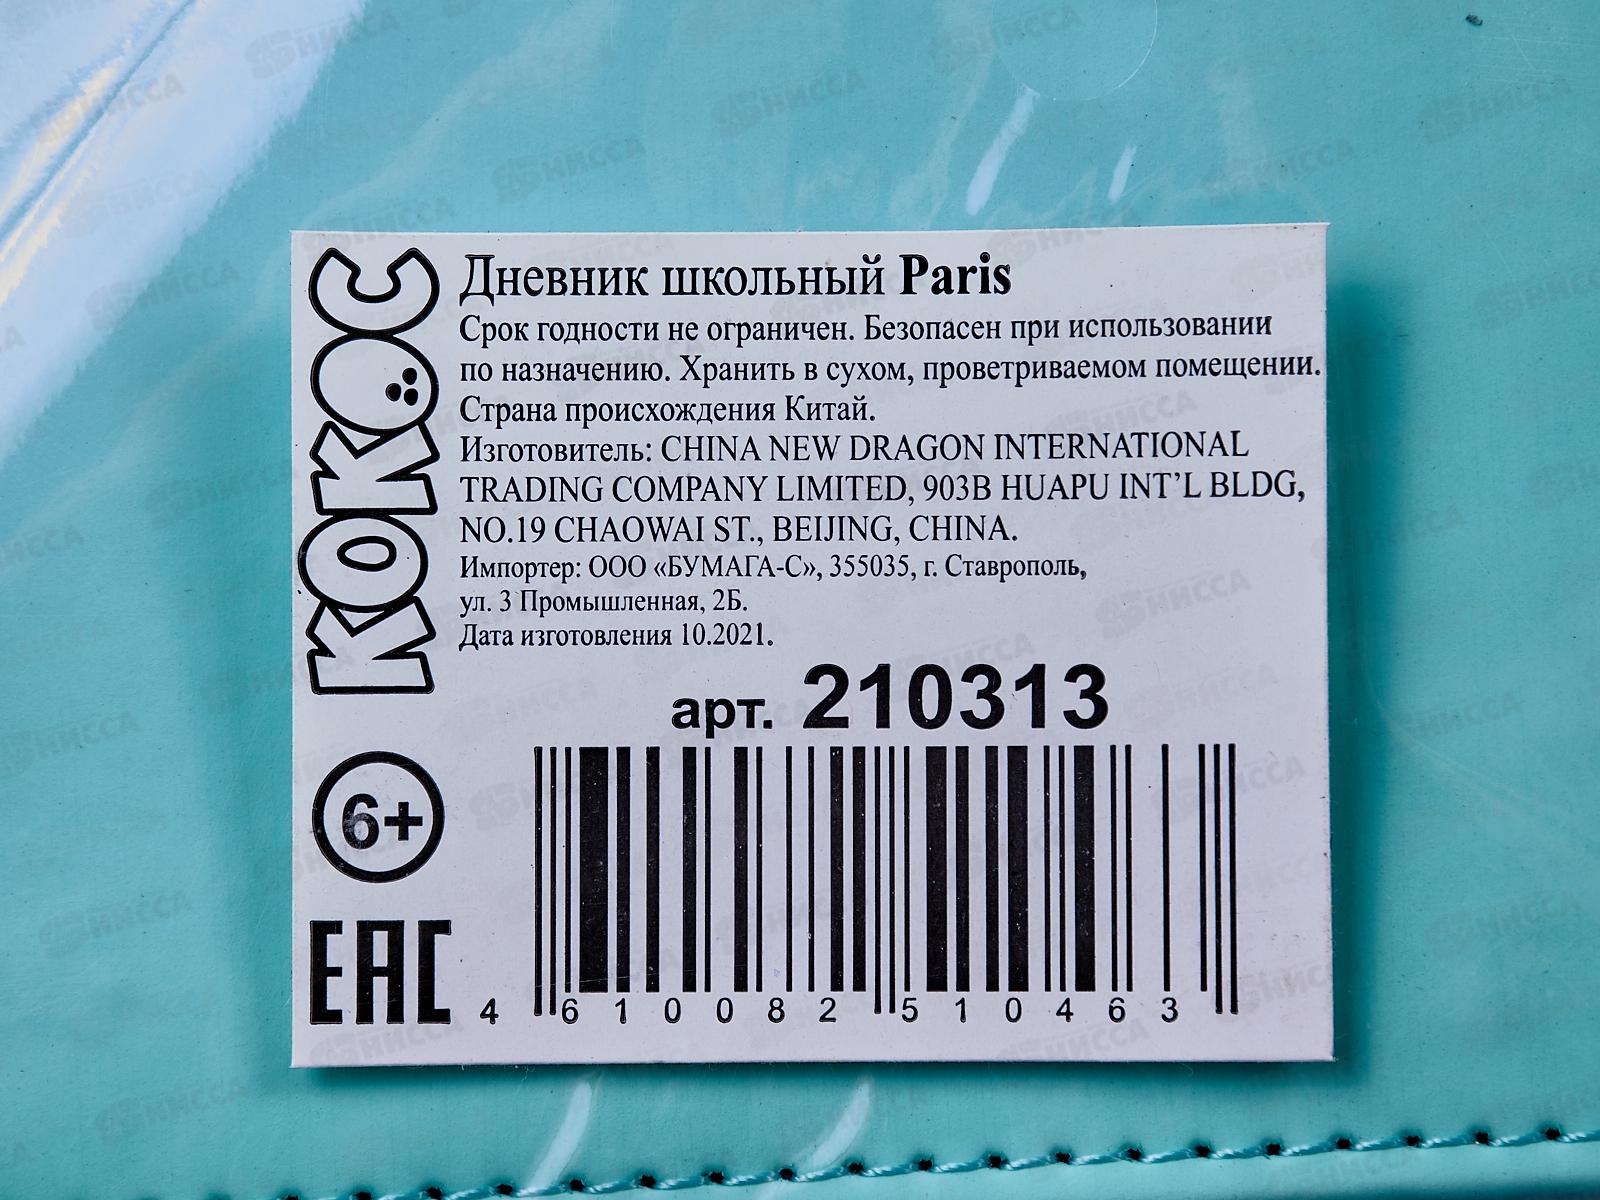 КОКОС
Дневник школьный Paris
Срок годности не ограничен. Безопасен при использовании
по назначению. Хранить в сухом, проветриваемом помещении.
Страна происхождения Китай.
Изготовитель: CHINA NEW DRAGON INTERNATIONAL
TRADING COMPANY LIMITED, 903B HUAPU INT'L BLDG,
NO.19 CHAOWAI ST., BEIJING, CHINA.
Импортер: ООО «БУМАГА-С», 355035, г. Ставрополь,
ул. 3 Промышленная, 2Б.
Дата изготовления 10.2021.
арт. 210313
6+
EAC
4 610082 510463
НИССА